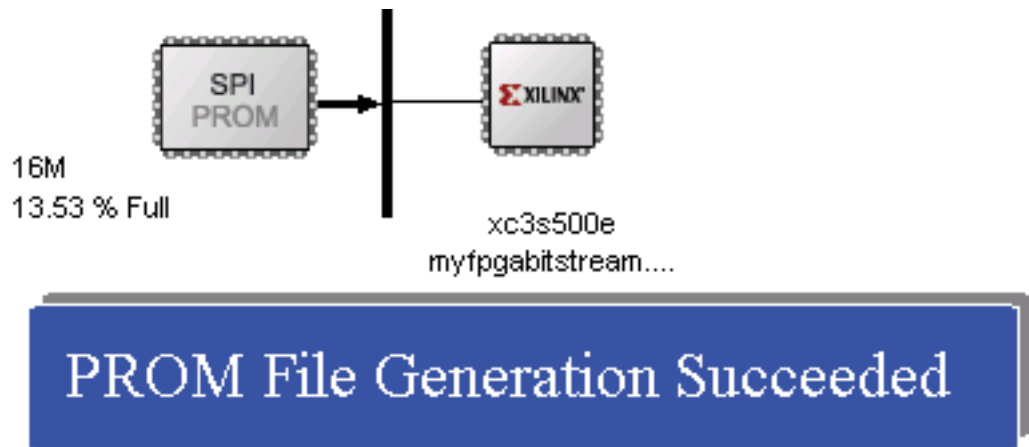 SPI
PROM
XILINX®
16M
13.53 % Full
xc3s500e
myfpgabitstream....
PROM File Generation Succeeded